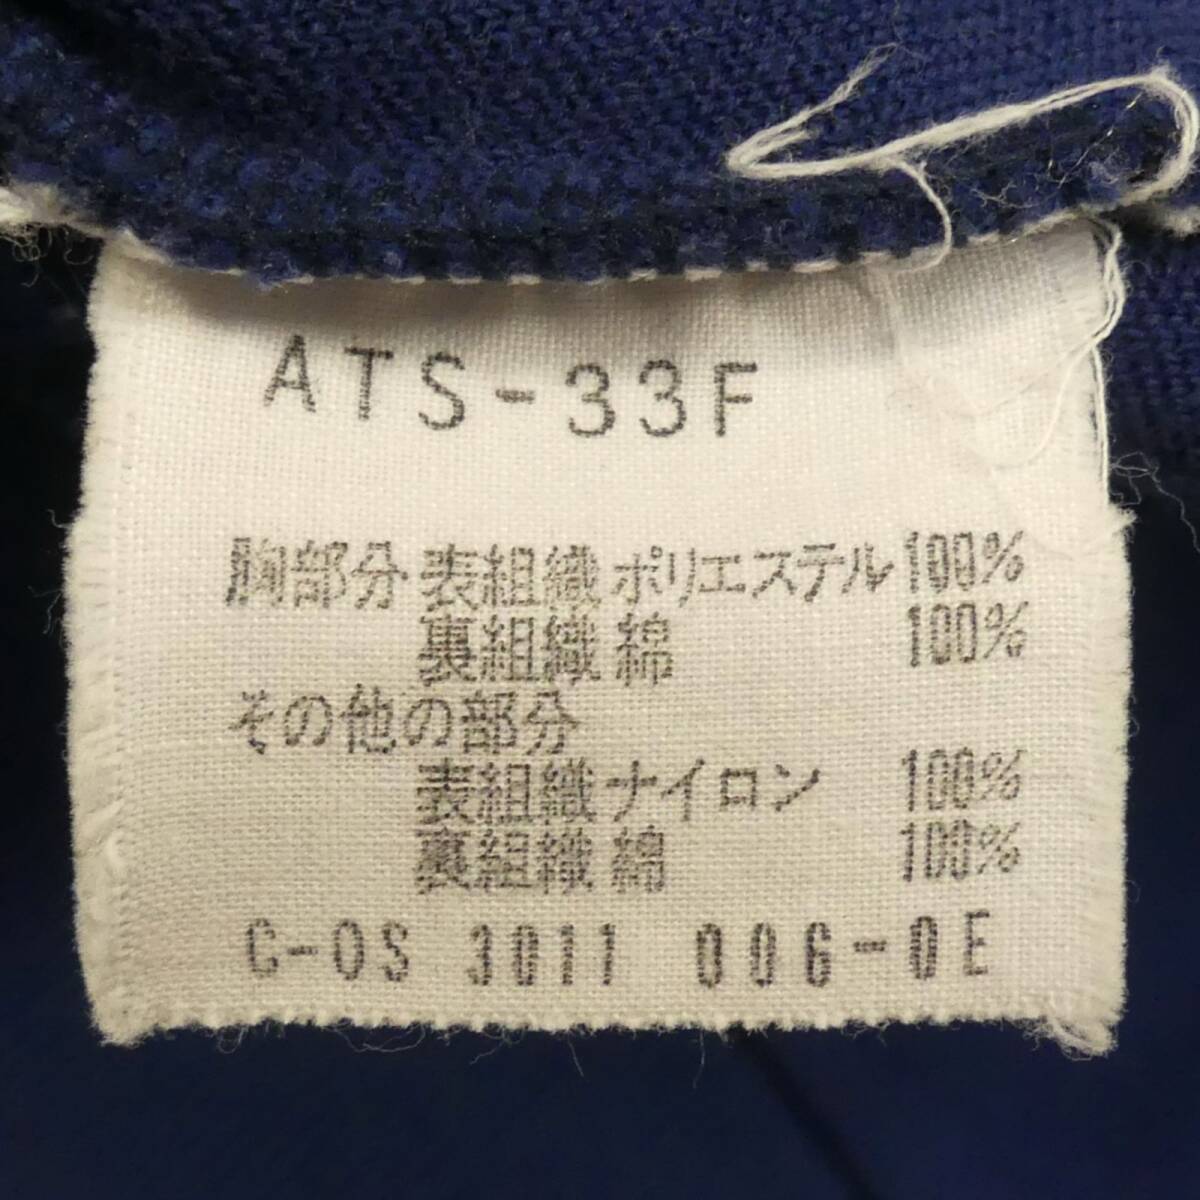 ATS-33F
胸部分 表組織 ポリエステル 100%
裏組織 綿 100%
その他の部分
表組織 ナイロン 100%
裏組織 綿 100%
C-OS 3011 006-0E